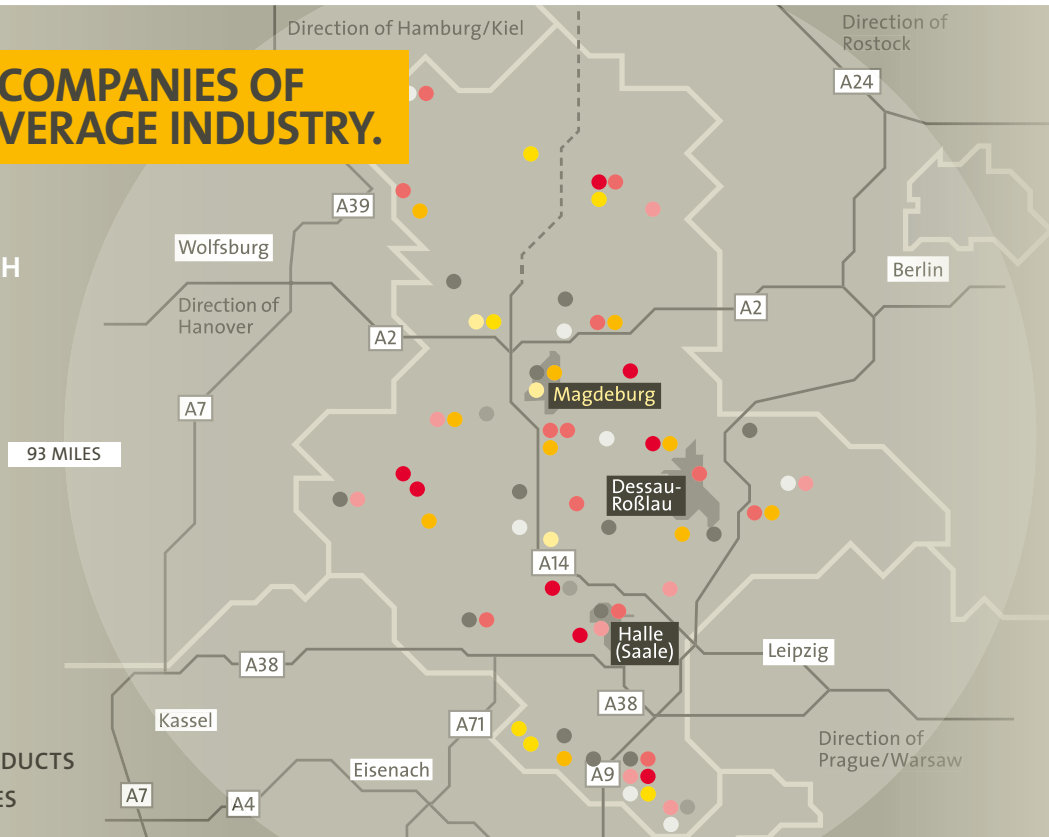 Direction of Hamburg/Kiel
Direction of
Rostock
COMPANIES OF
VERAGE INDUSTRY.
A24
A39
Wolfsburg
H
Berlin
Direction of
Hanover
A2
A2
Magdeburg
A7
93 MILES
Dessau-
Roßlau
A14
Halle
(Saale)
Leipzig
A38
A38
Kassel
A71
Direction of
Prague/Warsaw
DUCTS
Eisenach
A9
ES
A7
A4